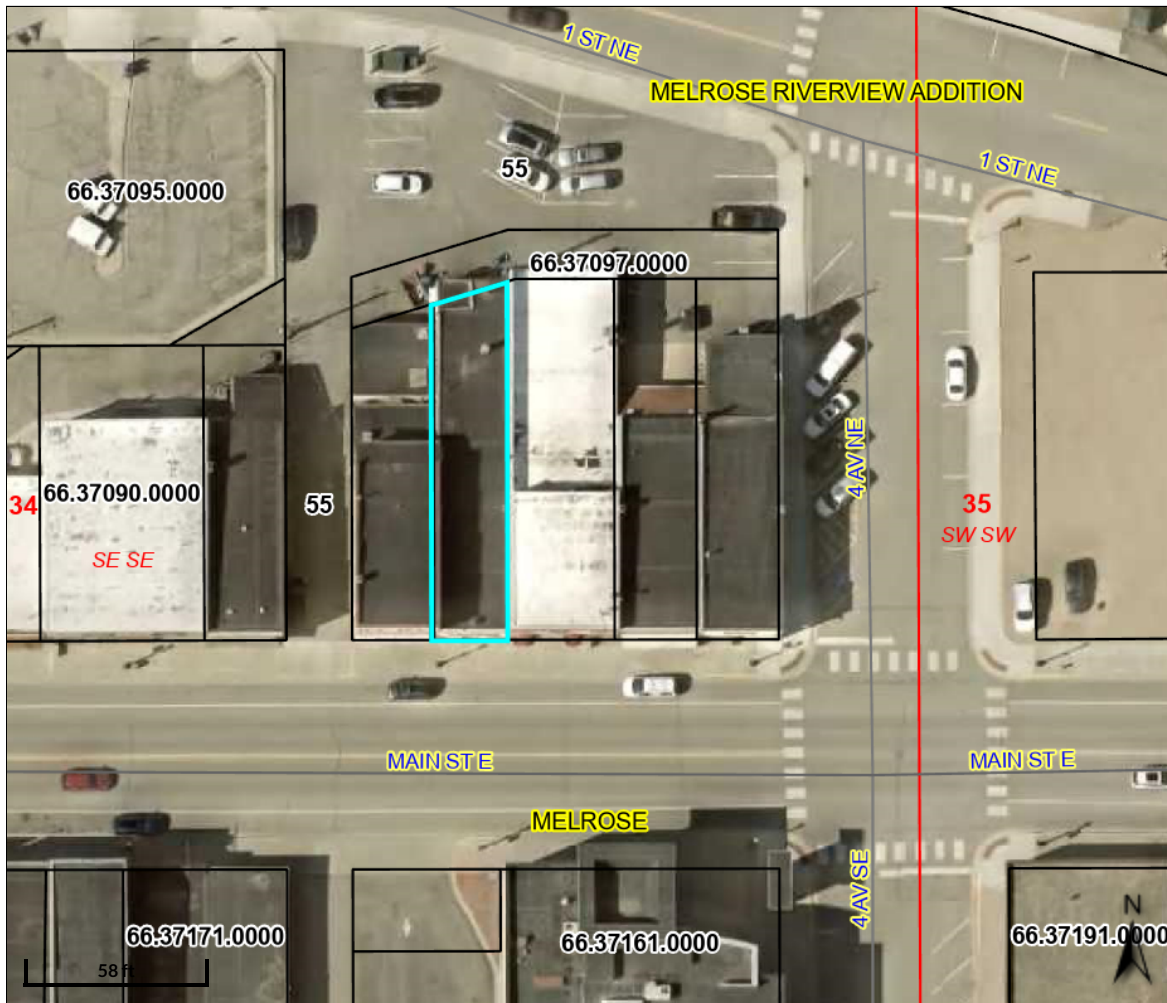 1 ST NE
MELROSE RIVERVIEW ADDITION
1 ST NE
55
66.37095.0000
66.37097.0000
4 AV NE
66.37090.0000
34
55
35
SW SW
SE SE
MAIN ST E
MAIN ST E
MELROSE
4 AV SE
N
66.37171.0000
66.37161.0000
66.37191.0000
58 ft